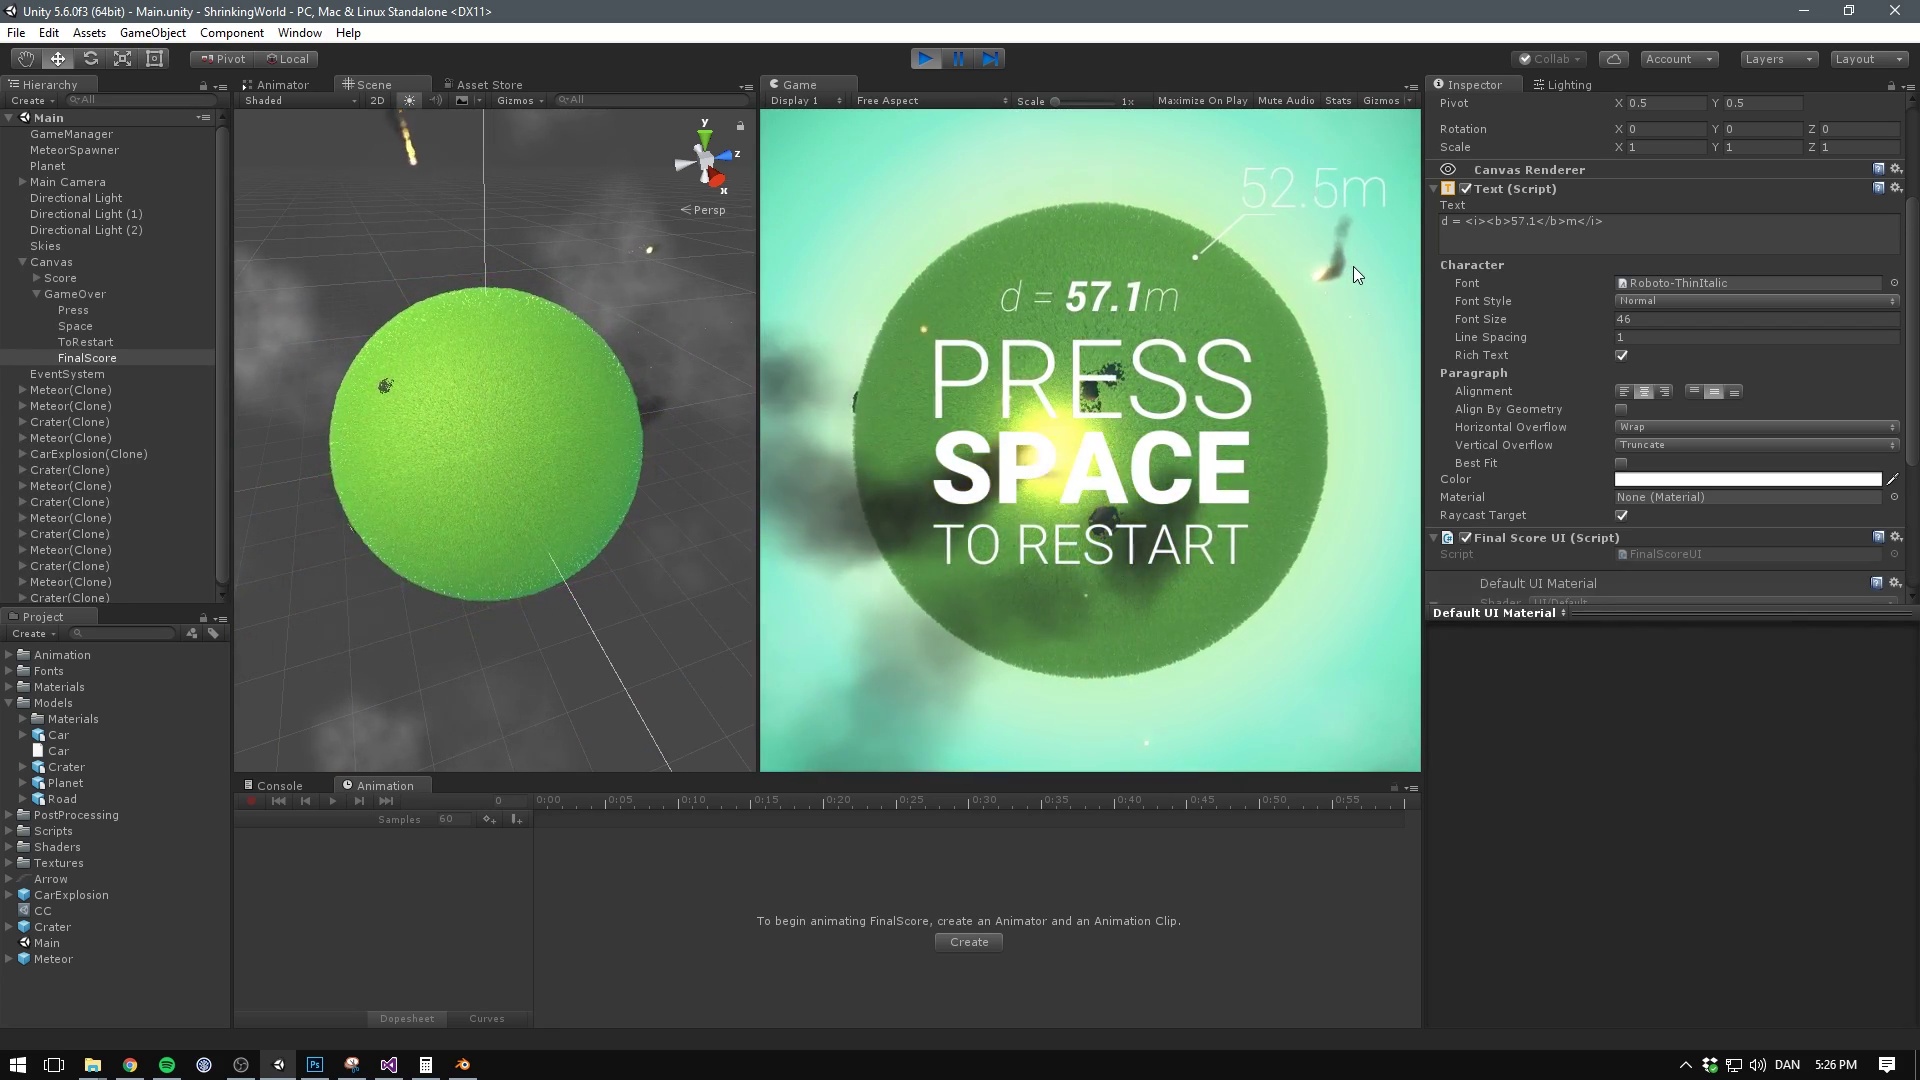 Unity 5.6.0f3 (64bit) - Main.unity - ShrinkingWorld - PC, Mac & Linux Standalone <DX11>
File Edit Assets GameObject Component Window Help
Pivot Local Collab Account Layers Layout
Hierarchy
Create All
Main
GameManager
MeteorSpawner
Planet
Main Camera
Directional Light
Directional Light (1)
Directional Light (2)
Skies
Canvas
Score
GameOver
Press
Space
ToRestart
FinalScore
EventSystem
Meteor(Clone)
Meteor(Clone)
Crater(Clone)
Meteor(Clone)
CarExplosion(Clone)
Crater(Clone)
Meteor(Clone)
Crater(Clone)
Meteor(Clone)
Crater(Clone)
Meteor(Clone)
Crater(Clone)
Meteor(Clone)
Crater(Clone)
Project
Create
Animation
Fonts
Materials
Models
Materials
Car
Car
Crater
Planet
Road
PostProcessing
Scripts
Shaders
Textures
Arrow
CarExplosion
CC
Crater
Main
Meteor
Animator Scene Asset Store
Shaded 2D Gizmos All
y
z
x
Persp
Game
Display 1 Free Aspect Scale 1x Maximize On Play Mute Audio Stats Gizmos
52.5m
d = 57.1m
PRESS
SPACE
TO RESTART
Console Animation
0 0:00 0:05 0:10 0:15 0:20 0:25 0:30 0:35 0:40 0:45 0:50 0:55
Samples 60
To begin animating FinalScore, create an Animator and an Animation Clip.
Create
Dopesheet Curves
Inspector Lighting
Pivot X 0.5 Y 0.5
Rotation X 0 Y 0 Z 0
Scale X 1 Y 1 Z 1
Canvas Renderer
Text (Script)
Text
d = <i><b>57.1</b>m</i>
Character
Font Roboto-ThinItalic
Font Style Normal
Font Size 46
Line Spacing 1
Rich Text
Paragraph
Alignment
Align By Geometry
Horizontal Overflow Wrap
Vertical Overflow Truncate
Best Fit
Color
Material None (Material)
Raycast Target
Final Score UI (Script)
Script FinalScoreUI
Default UI Material
Shader UI/Default
Default UI Material
Ps
DAN 5:26 PM